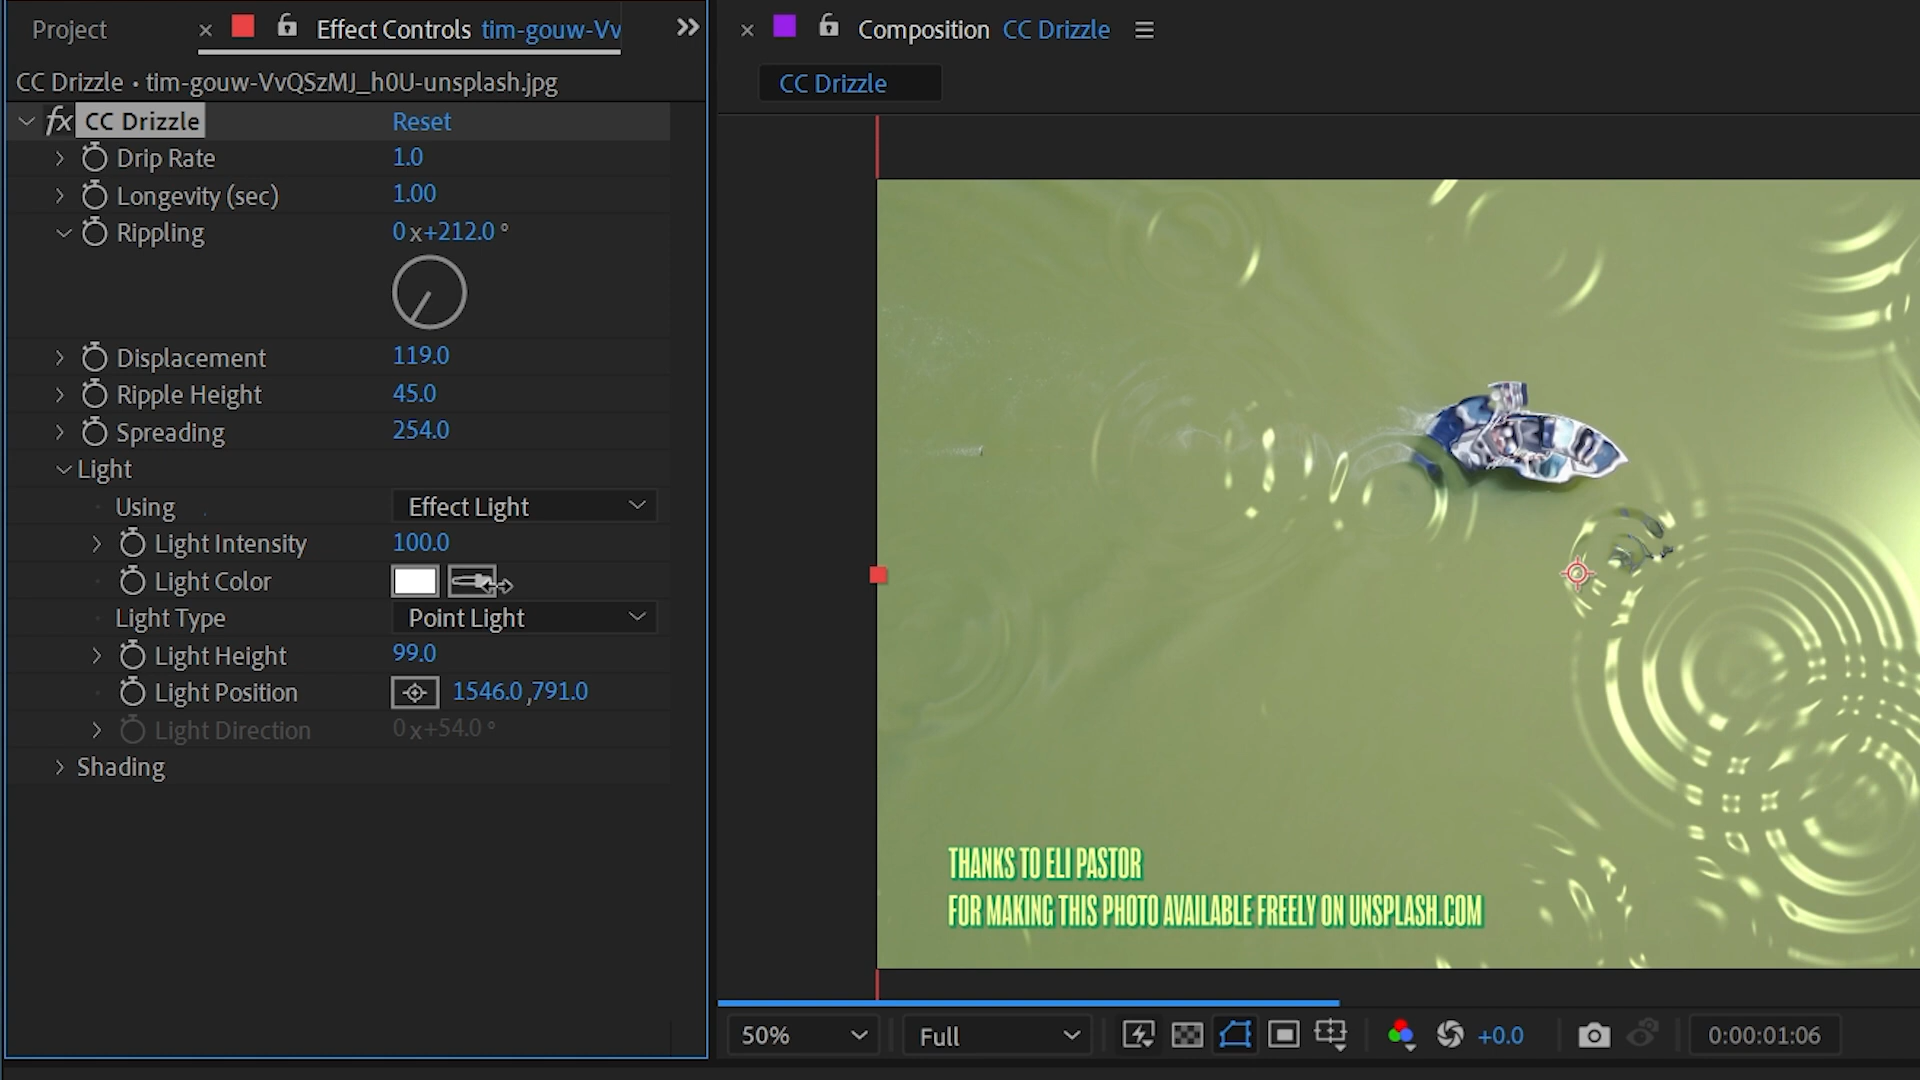 Project
Effect Controls tim-gouw-Vv
CC Drizzle • tim-gouw-VvQSzMJ_h0U-unsplash.jpg
fx CC Drizzle Reset
Drip Rate 1.0
Longevity (sec) 1.00
Rippling 0 x+212.0 °
Displacement 119.0
Ripple Height 45.0
Spreading 254.0
Light
Using Effect Light
Light Intensity 100.0
Light Color
Light Type Point Light
Light Height 99.0
Light Position 1546.0 ,791.0
Light Direction 0 x+54.0 °
Shading
Composition CC Drizzle
CC Drizzle
THANKS TO ELI PASTOR
FOR MAKING THIS PHOTO AVAILABLE FREELY ON UNSPLASH.COM
50% Full +0.0 0:00:01:06